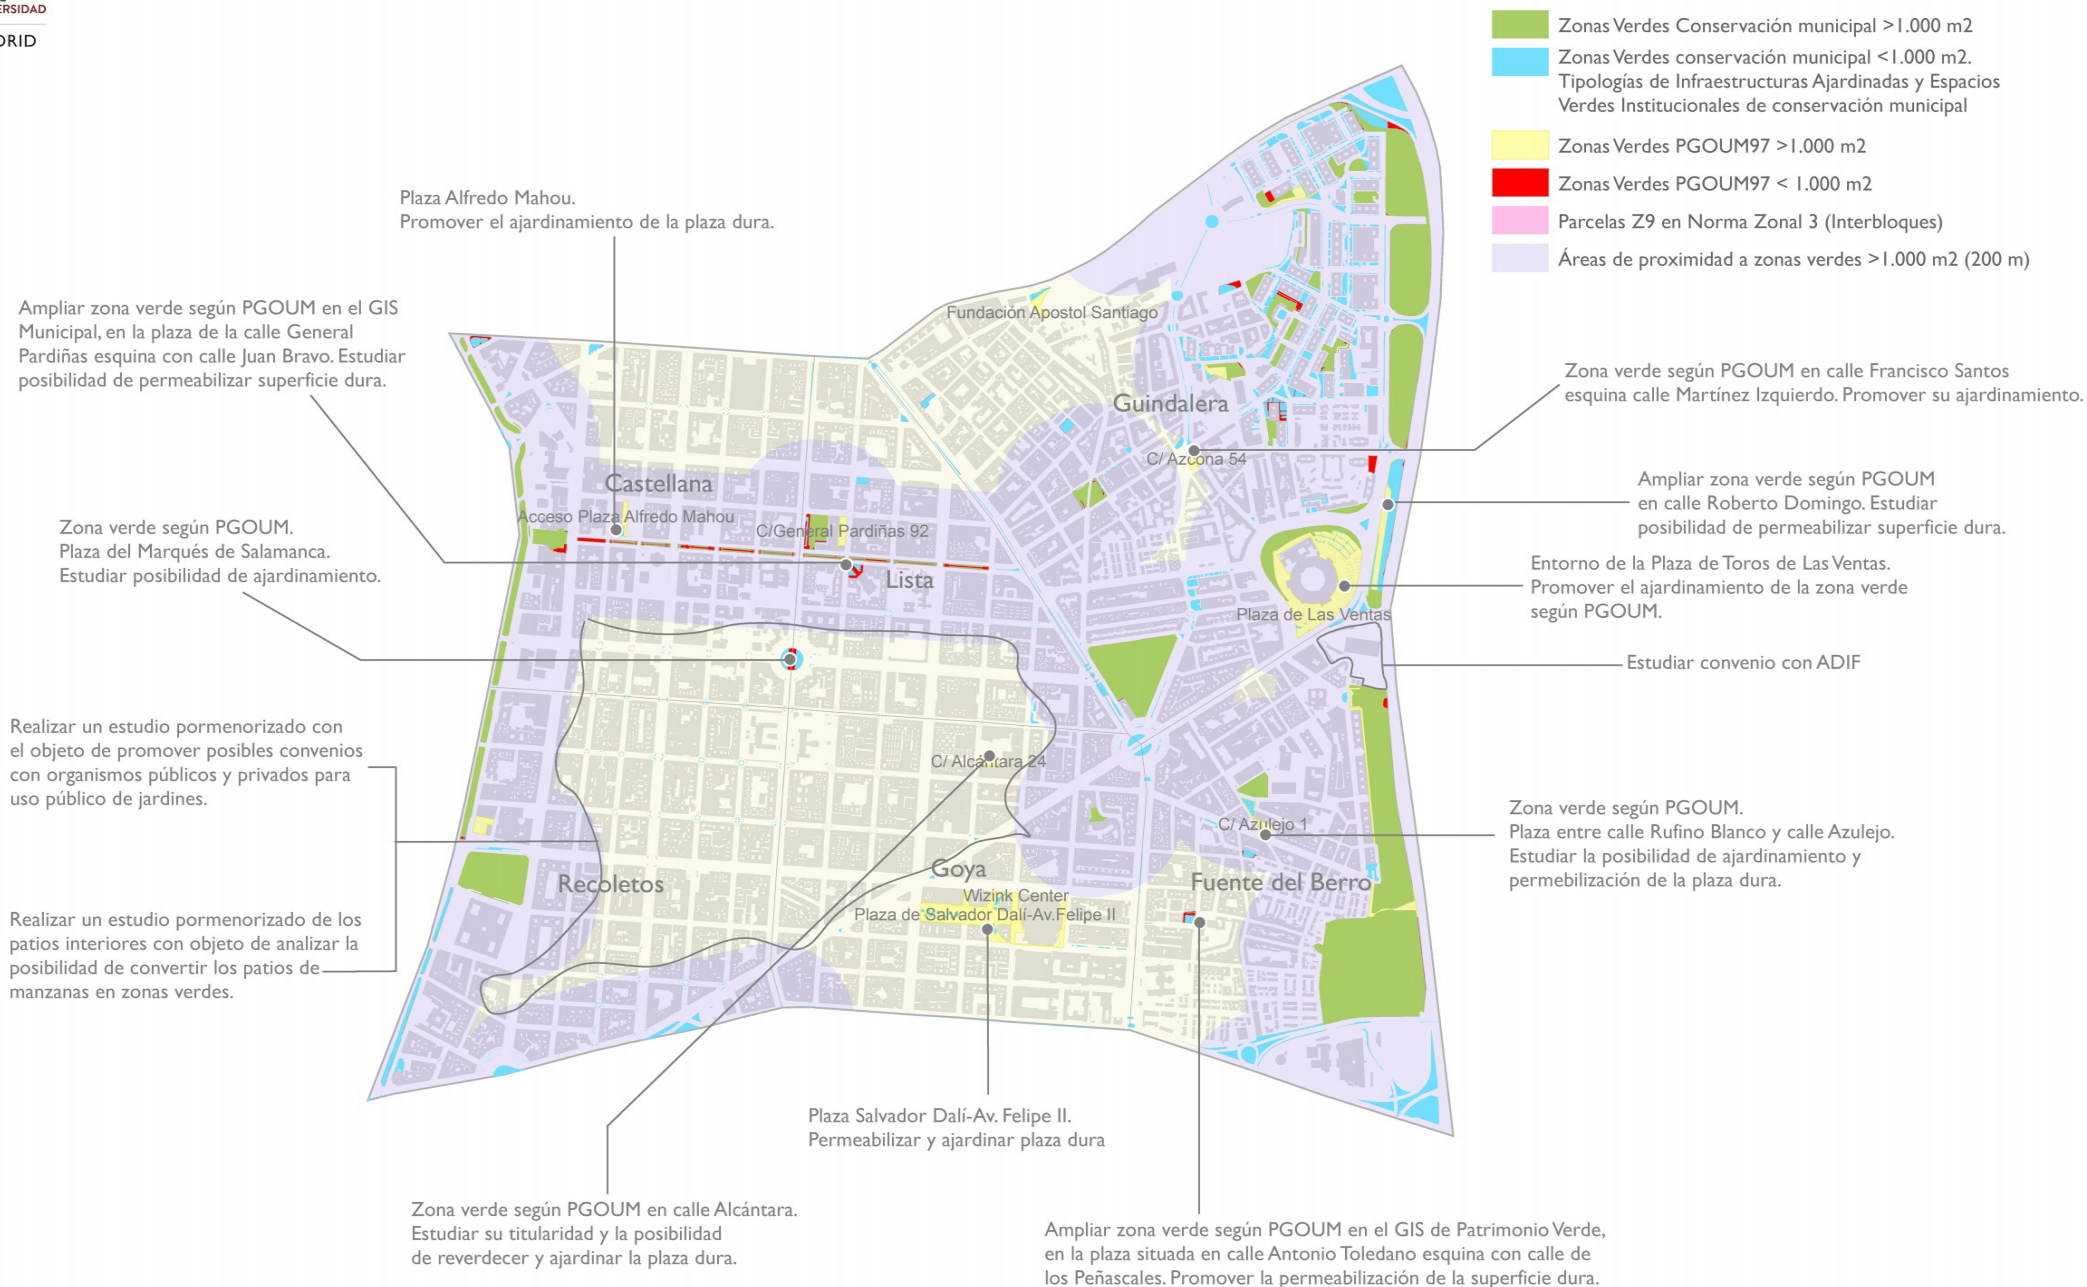 ERSIDAD
DRID
Zonas Verdes Conservación municipal >1.000 m2
Zonas Verdes conservación municipal <1.000 m2.
Tipologías de Infraestructuras Ajardinadas y Espacios
Verdes Institucionales de conservación municipal
Zonas Verdes PGOUM97 >1.000 m2
Zonas Verdes PGOUM97 < 1.000 m2
Parcelas Z9 en Norma Zonal 3 (Interbloques)
Áreas de proximidad a zonas verdes >1.000 m2 (200 m)
Plaza Alfredo Mahou.
Promover el ajardinamiento de la plaza dura.
Ampliar zona verde según PGOUM en el GIS
Municipal, en la plaza de la calle General
Pardiñas esquina con calle Juan Bravo. Estudiar
posibilidad de permeabilizar superficie dura.
Zona verde según PGOUM.
Plaza del Marqués de Salamanca.
Estudiar posibilidad de ajardinamiento.
Realizar un estudio pormenorizado con
el objeto de promover posibles convenios
con organismos públicos y privados para
uso público de jardines.
Realizar un estudio pormenorizado de los
patios interiores con objeto de analizar la
posibilidad de convertir los patios de
manzanas en zonas verdes.
Fundación Apostol Santiago
Guindalera
C/ Azcona 54
Castellana
Acceso Plaza Alfredo Mahou
C/General Pardiñas 92
Lista
Plaza de Las Ventas
C/ Alcántara 24
C/ Azulejo 1
Goya
Recoletos
Fuente del Berro
Wizink Center
Plaza de Salvador Dalí-Av.Felipe II
Zona verde según PGOUM en calle Francisco Santos
esquina calle Martínez Izquierdo. Promover su ajardinamiento.
Ampliar zona verde según PGOUM
en calle Roberto Domingo. Estudiar
posibilidad de permeabilizar superficie dura.
Entorno de la Plaza de Toros de Las Ventas.
Promover el ajardinamiento de la zona verde
según PGOUM.
Estudiar convenio con ADIF
Zona verde según PGOUM.
Plaza entre calle Rufino Blanco y calle Azulejo.
Estudiar la posibilidad de ajardinamiento y
permebilización de la plaza dura.
Plaza Salvador Dalí-Av. Felipe II.
Permeabilizar y ajardinar plaza dura
Zona verde según PGOUM en calle Alcántara.
Estudiar su titularidad y la posibilidad
de reverdecer y ajardinar la plaza dura.
Ampliar zona verde según PGOUM en el GIS de Patrimonio Verde,
en la plaza situada en calle Antonio Toledano esquina con calle de
los Peñascales. Promover la permeabilización de la superficie dura.